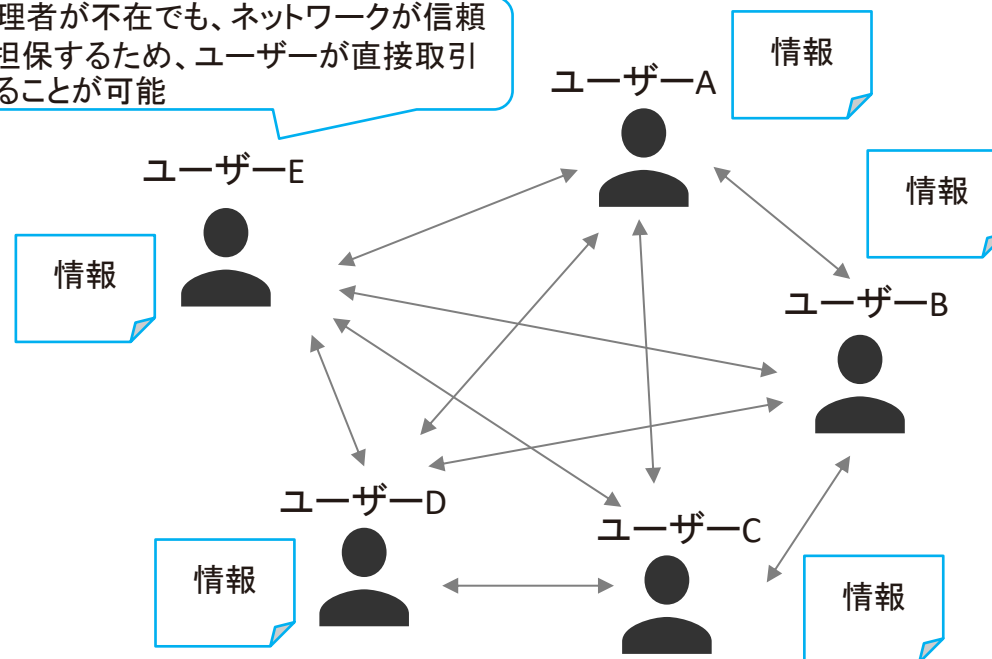 理者が不在でも、ネットワークが信頼
担保するため、ユーザーが直接取引
ることが可能
ユーザーA
情報
ユーザーE
情報
情報
ユーザーB
ユーザーD
ユーザーC
情報
情報